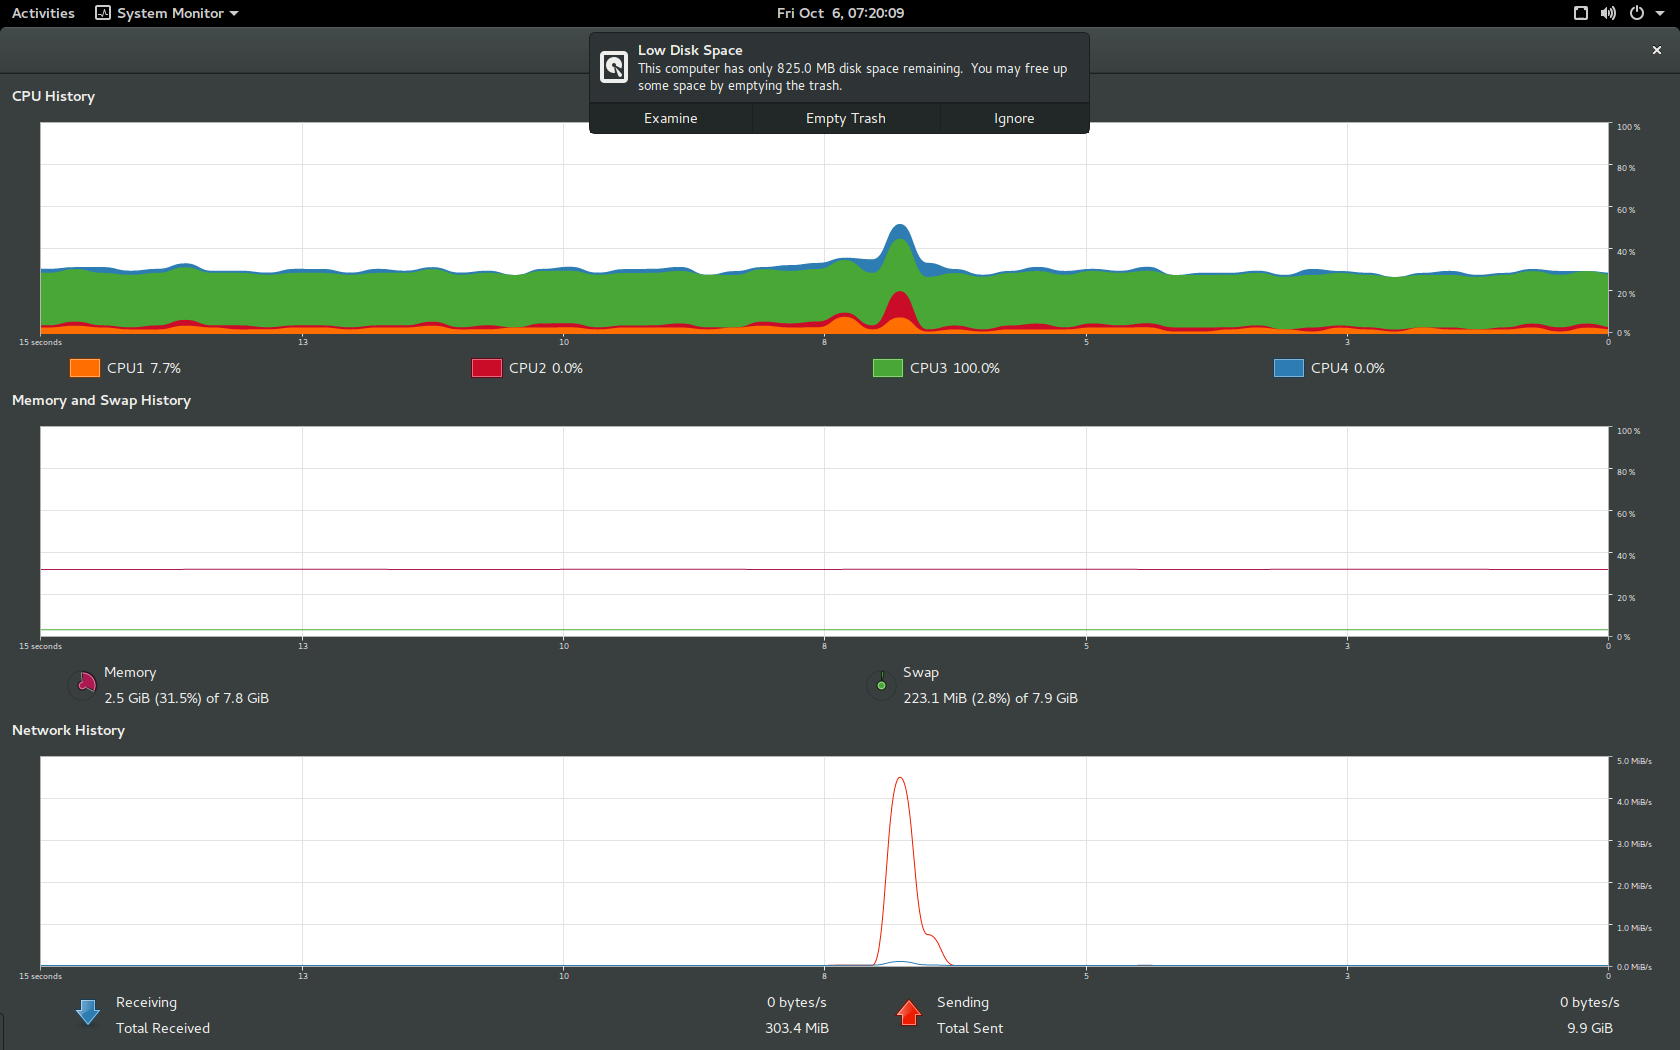 Activities System Monitor Fri Oct 6, 07:20:09
Low Disk Space
This computer has only 825.0 MB disk space remaining. You may free up
some space by emptying the trash.
Examine Empty Trash Ignore
CPU History
100 %
80 %
60 %
40 %
20 %
0 %
15 seconds 13 10 8 5 3 0
CPU1 7.7% CPU2 0.0% CPU3 100.0% CPU4 0.0%
Memory and Swap History
100 %
80 %
60 %
40 %
20 %
0 %
15 seconds 13 10 8 5 3 0
Memory Swap
2.5 GiB (31.5%) of 7.8 GiB 223.1 MiB (2.8%) of 7.9 GiB
Network History
5.0 MiB/s
4.0 MiB/s
3.0 MiB/s
2.0 MiB/s
1.0 MiB/s
0.0 MiB/s
15 seconds 13 10 8 5 3 0
Receiving 0 bytes/s Sending 0 bytes/s
Total Received 303.4 MiB Total Sent 9.9 GiB